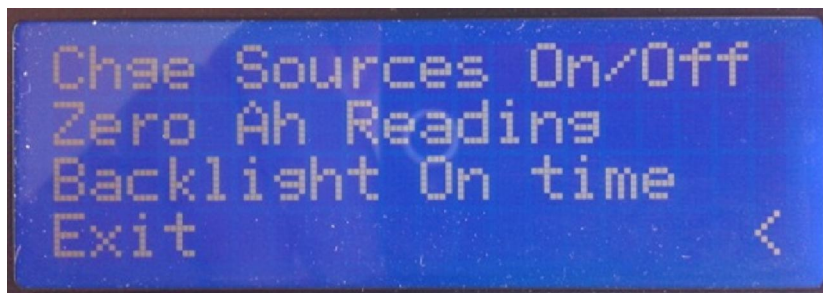 Chge Sources On/Off
Zero Ah Reading
Backlight On time
Exit <